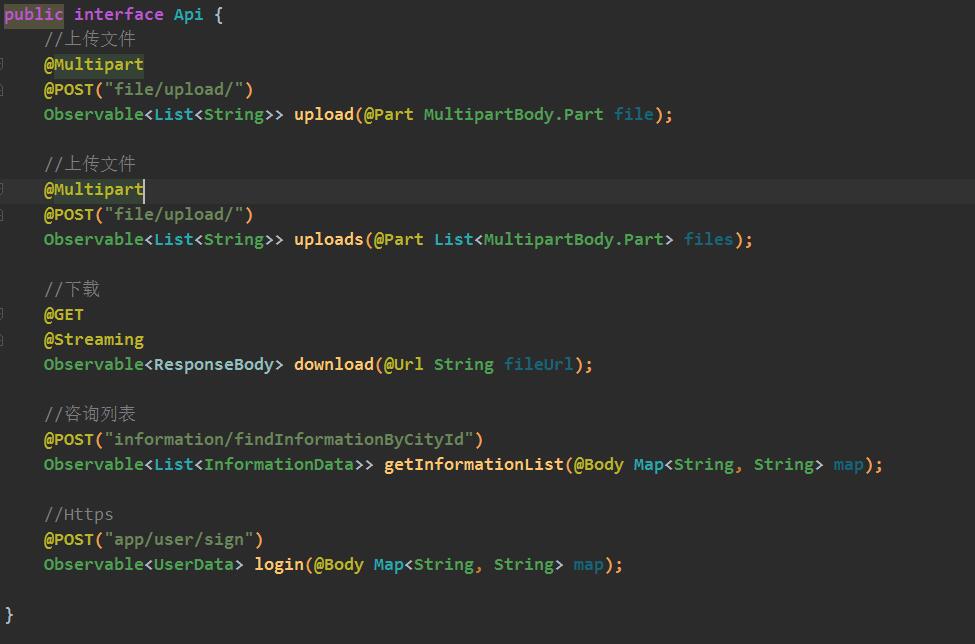 public interface Api {
//上传文件
@Multipart
@POST("file/upload/")
Observable<List<String>> upload(@Part MultipartBody.Part file);
//上传文件
@Multipart
@POST("file/upload/")
Observable<List<String>> uploads(@Part List<MultipartBody.Part> files);
//下载
@GET
@Streaming
Observable<ResponseBody> download(@Url String fileUrl);
//咨询列表
@POST("information/findInformationByCityId")
Observable<List<InformationData>> getInformationList(@Body Map<String, String> map);
//Https
@POST("app/user/sign")
Observable<UserData> login(@Body Map<String, String> map);
}